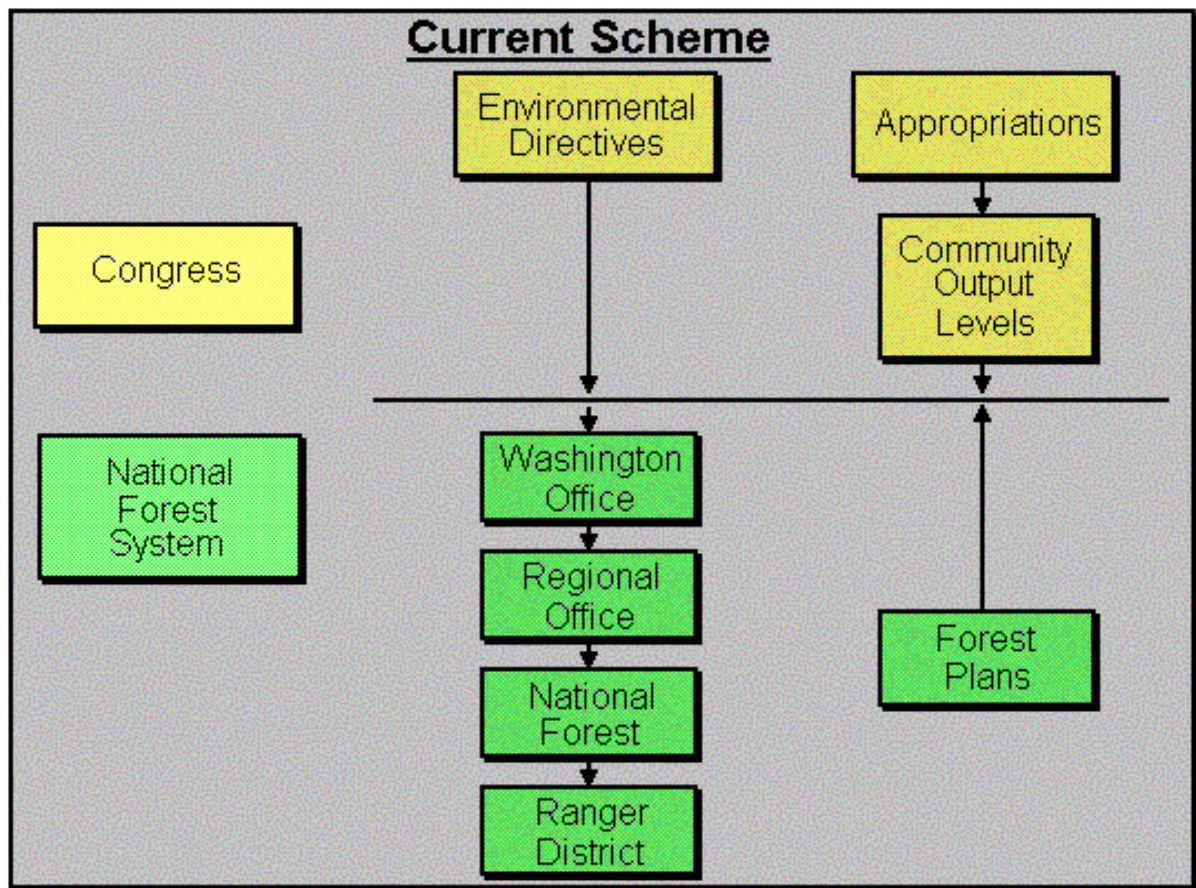 Current Scheme
Environmental
Directives
Appropriations
Congress
Community
Output
Levels
National
Forest
System
Washington
Office
Regional
Office
Forest
Plans
National
Forest
Ranger
District